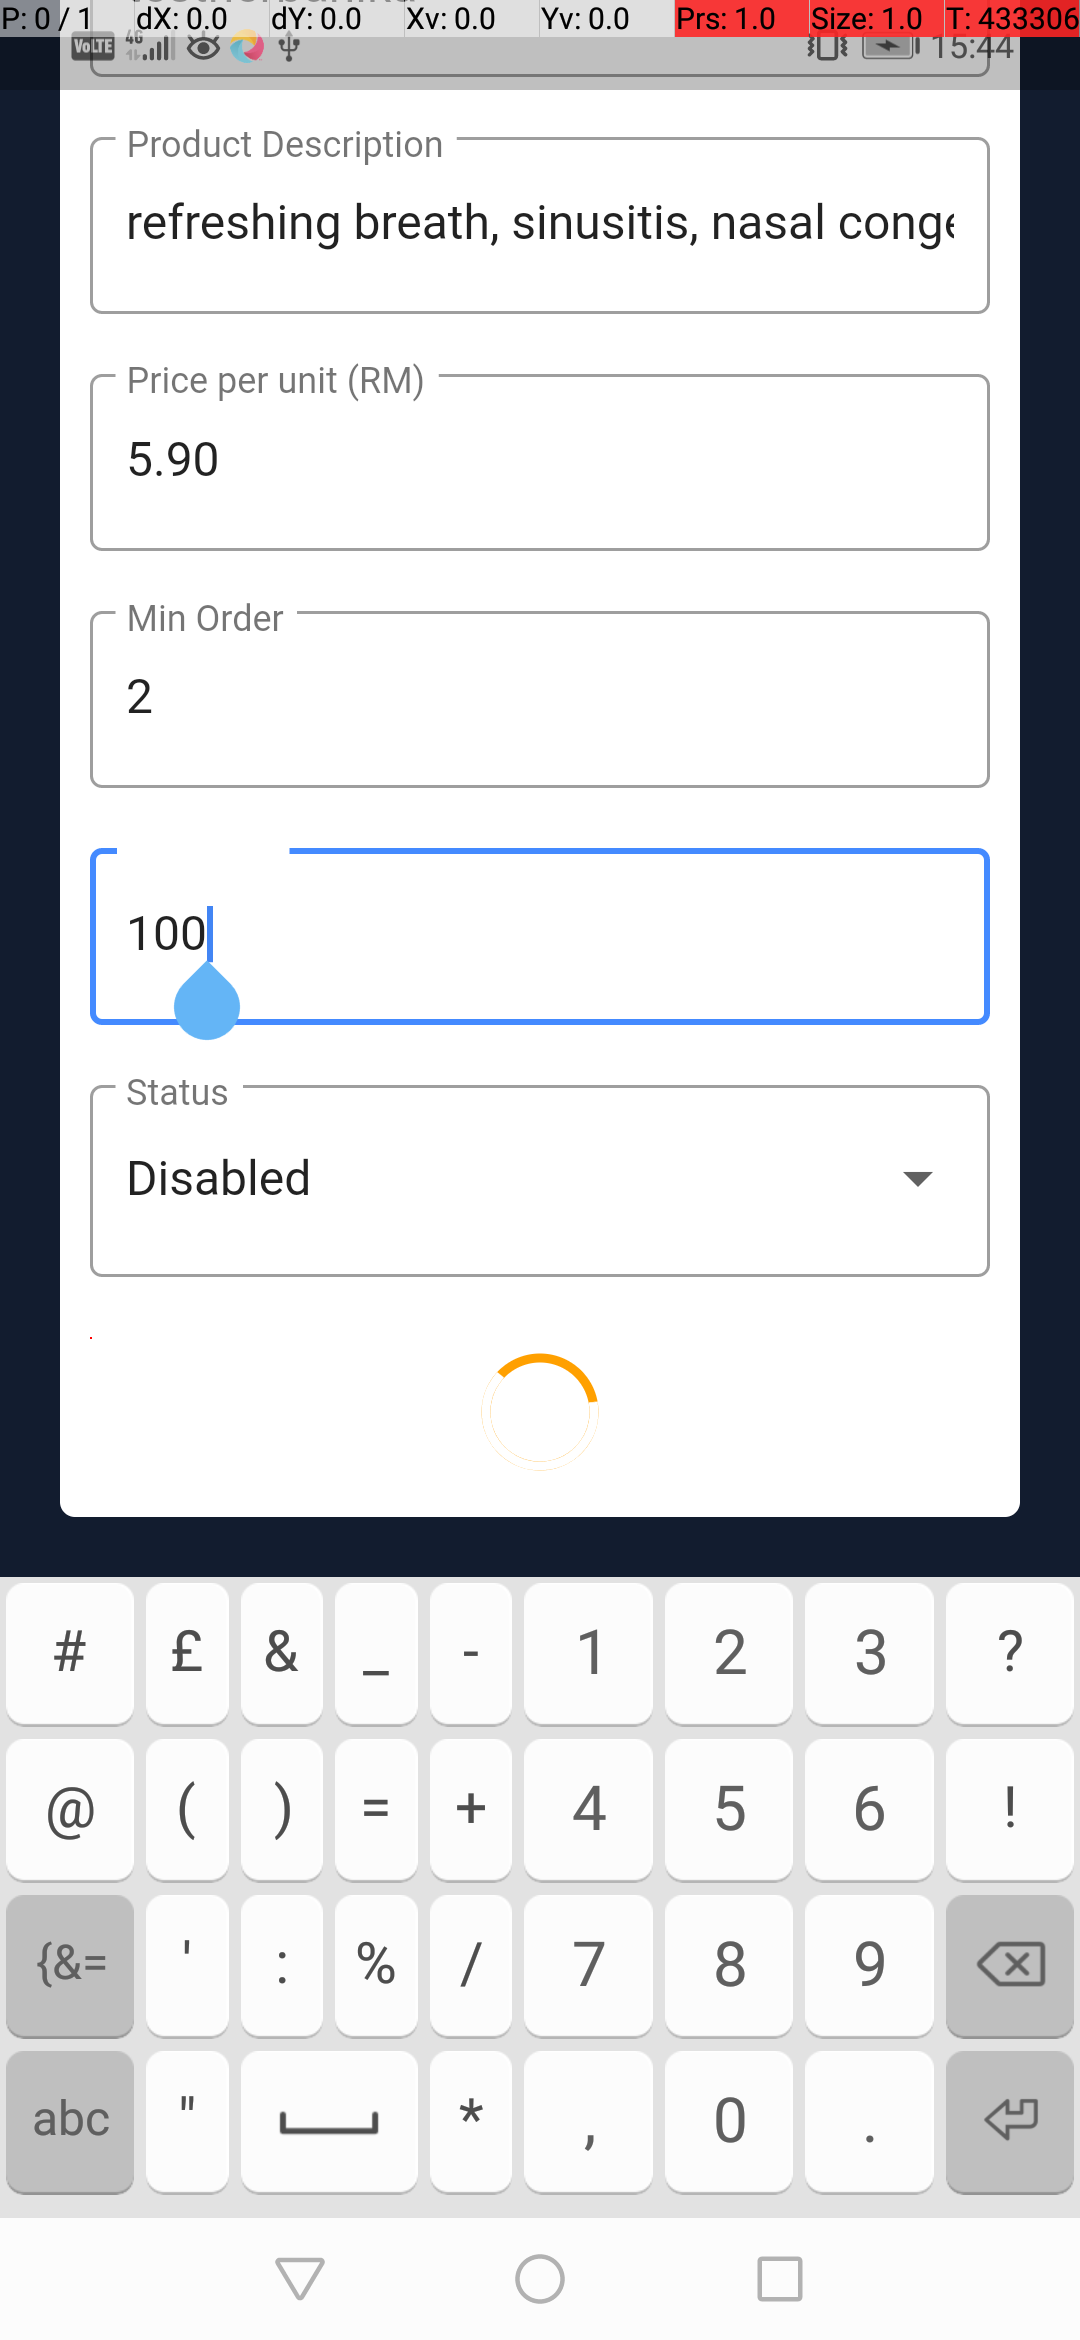 P: 0 / 1 dX: 0.0 dY: 0.0 Xv: 0.0 Yv: 0.0 Prs: 1.0 Size: 1.0 T: 433306
VoLTE 4G 15:44
Product Description
refreshing breath, sinusitis, nasal conge
Price per unit (RM)
5.90
Min Order
2
100
Status
Disabled
# £ & _ - 1 2 3 ?
@ ( ) = + 4 5 6 !
{&= ' : % / 7 8 9
abc " * , 0 .